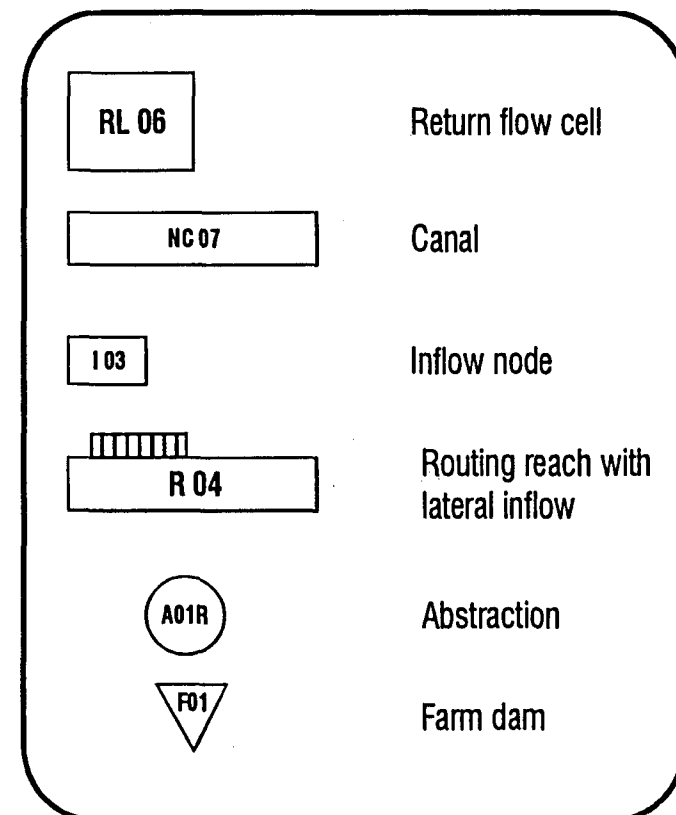 RL 06 Return flow cell
NC 07 Canal
I 03 Inflow node
R 04 Routing reach with
lateral inflow
A01R Abstraction
F01 Farm dam